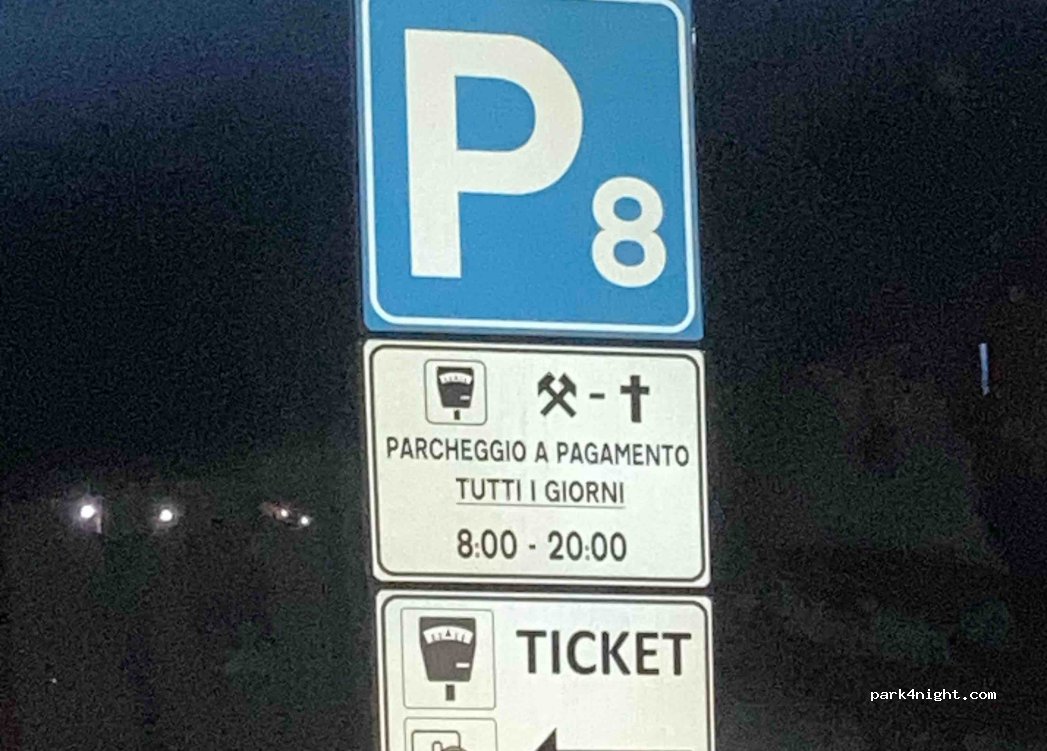 P 8
-
PARCHEGGIO A PAGAMENTO
TUTTI I GIORNI
8:00 - 20:00
TICKET
park4night.com